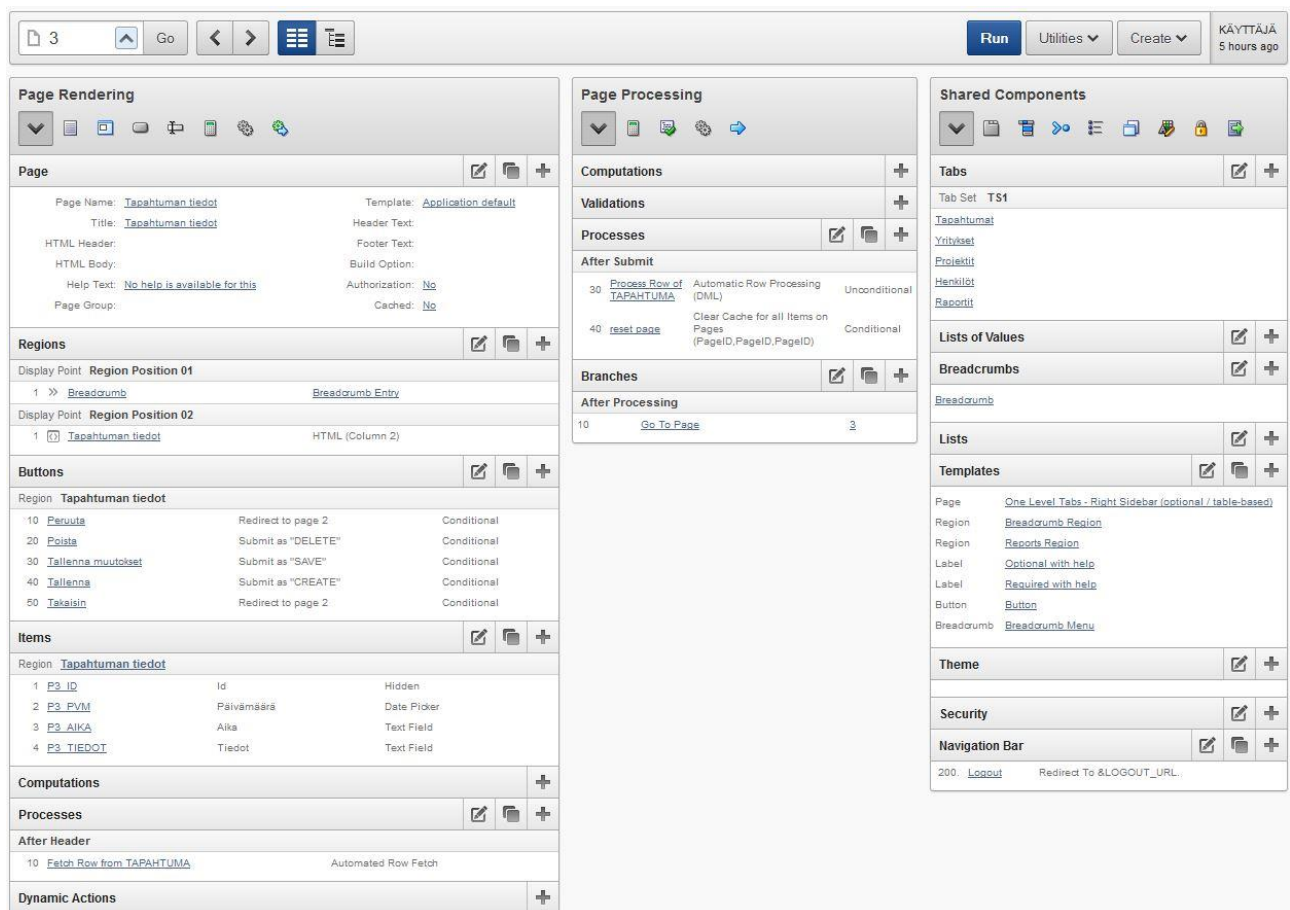 3 Go Run Utilities Create KÄYTTÄJÄ
5 hours ago
Page Rendering
Page
Page Name: Tapahtuman tiedot Template: Application default
Title: Tapahtuman tiedot Header Text:
HTML Header: Footer Text:
HTML Body: Build Option:
Help Text: No help is available for this Authorization: No
Page Group: Cached: No
Regions
Display Point Region Position 01
1 Breadcrumb Breadcrumb Entry
Display Point Region Position 02
1 Tapahtuman tiedot HTML (Column 2)
Buttons
Region Tapahtuman tiedot
10 Peruuta Redirect to page 2 Conditional
20 Poista Submit as "DELETE" Conditional
30 Tallenna muutokset Submit as "SAVE" Conditional
40 Tallenna Submit as "CREATE" Conditional
50 Takaisin Redirect to page 2 Conditional
Items
Region Tapahtuman tiedot
1 P3_ID Id Hidden
2 P3_PVM Päivämäärä Date Picker
3 P3_AIKA Aika Text Field
4 P3_TIEDOT Tiedot Text Field
Computations
Processes
After Header
10 Fetch Row from TAPAHTUMA Automated Row Fetch
Dynamic Actions
Page Processing
Computations
Validations
Processes
After Submit
30 Process Row of TAPAHTUMA Automatic Row Processing (DML) Unconditional
40 reset page Clear Cache for all Items on Pages (PageID,PageID,PageID) Conditional
Branches
After Processing
10 Go To Page 3
Shared Components
Tabs
Tab Set TS1
Tapahtumat
Yritykset
Projektit
Henkilöt
Raportit
Lists of Values
Breadcrumbs
Breadcrumb
Lists
Templates
Page One Level Tabs - Right Sidebar (optional / table-based)
Region Breadcrumb Region
Region Reports Region
Label Optional with help
Label Required with help
Button Button
Breadcrumb Breadcrumb Menu
Theme
Security
Navigation Bar
200. Logout Redirect To &LOGOUT_URL.